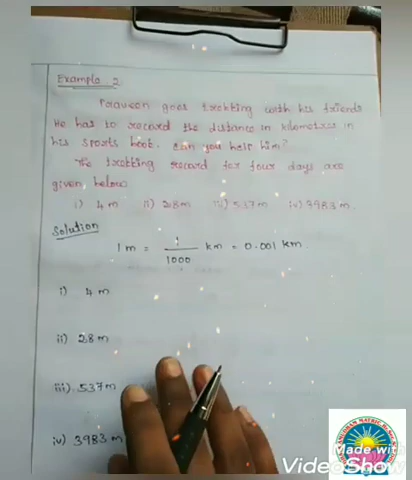 Example 2
Praveen goes trekking with his friends
He has to record the distance in kilometres in
his sports book. Can you help him?
The trekking record for four days are
given below
i) 4 m ii) 28m iii) 537m iv) 3983 m.
Solution
1 m = 1/1000 km = 0.001 km.
i) 4 m
ii) 28 m
iii) 537 m
iv) 3983 m
Made with
VideoShow